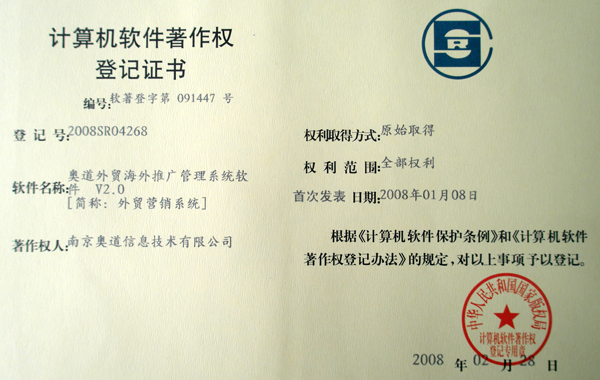 计算机软件著作权
登记证书
编号:软著登字第 091447 号
登 记 号:2008SR04268
软件名称:奥道外贸海外推广管理系统软
件 V2.0
[简称: 外贸营销系统]
著作权人:南京奥道信息技术有限公司
SR
权利取得方式:原始取得
权 利 范 围:全部权利
首次发表 日期:2008年01月08日
根据《计算机软件保护条例》和《计算机软件
著作权登记办法》的规定,对以上事项予以登记。
中华人民共和国国家版权局
计算机软件著作权
登记专用章
2008 年 02 月 28 日